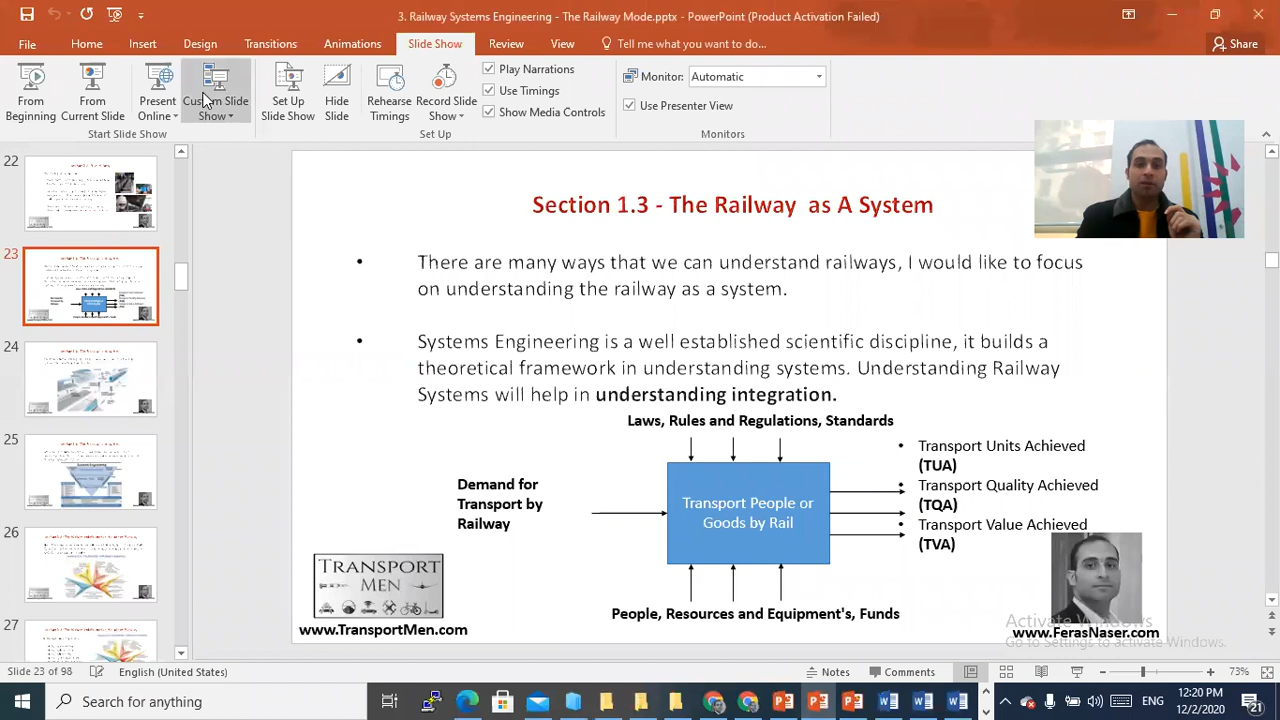 3. Railway Systems Engineering - The Railway Mode.pptx - PowerPoint (Product Activation Failed)
File Home Insert Design Transitions Animations Slide Show Review View Tell me what you want to do... Share
From Beginning
From Current Slide
Present Online
Custom Slide Show
Set Up Slide Show
Hide Slide
Rehearse Timings
Record Slide Show
Play Narrations
Use Timings
Show Media Controls
Monitor: Automatic
Use Presenter View
Start Slide Show
Set Up
Monitors
22
23
24
25
26
27
Section 1.3 - The Railway as A System
• There are many ways that we can understand railways, I would like to focus
on understanding the railway as a system.
• Systems Engineering is a well established scientific discipline, it builds a
theoretical framework in understanding systems. Understanding Railway
Systems will help in understanding integration.
Laws, Rules and Regulations, Standards
Demand for
Transport by
Railway
Transport People or
Goods by Rail
• Transport Units Achieved
(TUA)
• Transport Quality Achieved
(TQA)
• Transport Value Achieved
(TVA)
People, Resources and Equipment's, Funds
TRANSPORT
MEN
www.TransportMen.com
www.FerasNaser.com
Activate Windows
Go to Settings to activate Windows.
Slide 23 of 98 English (United States) Notes Comments 73%
Search for anything
ENG
12:20 PM
12/2/2020
21